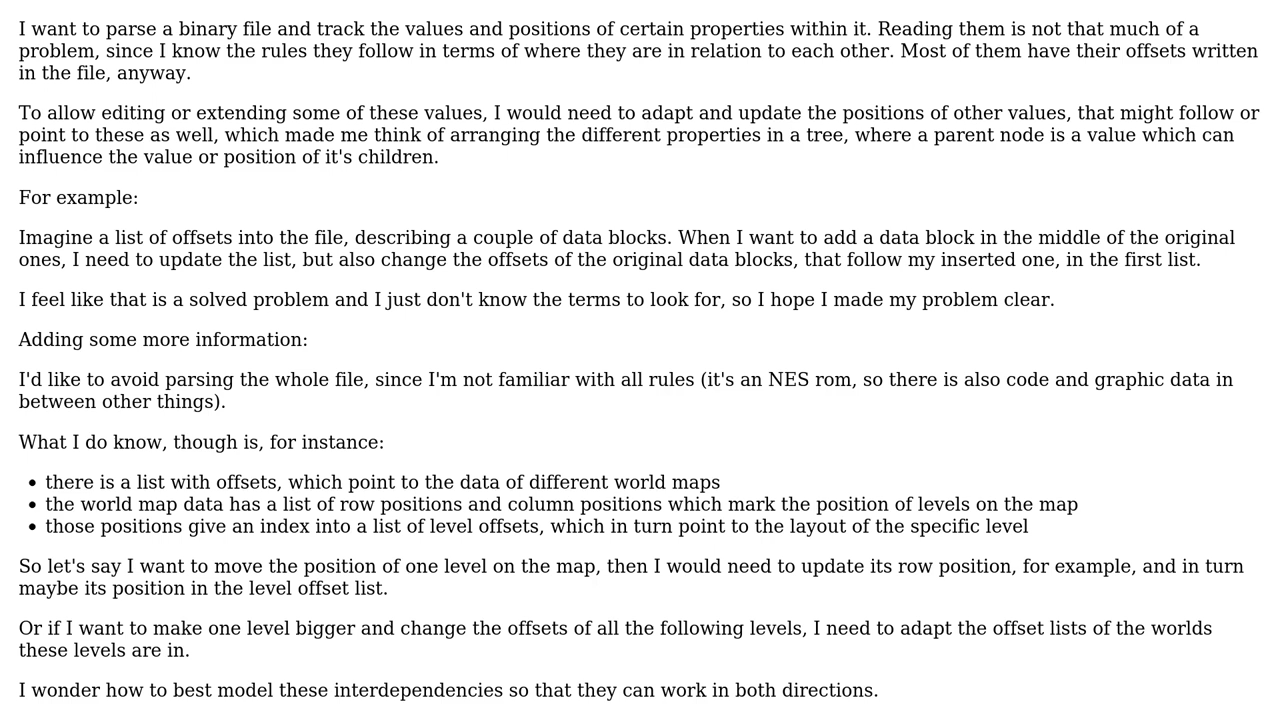 I want to parse a binary file and track the values and positions of certain properties within it. Reading them is not that much of a
problem, since I know the rules they follow in terms of where they are in relation to each other. Most of them have their offsets written
in the file, anyway.
To allow editing or extending some of these values, I would need to adapt and update the positions of other values, that might follow or
point to these as well, which made me think of arranging the different properties in a tree, where a parent node is a value which can
influence the value or position of it's children.
For example:
Imagine a list of offsets into the file, describing a couple of data blocks. When I want to add a data block in the middle of the original
ones, I need to update the list, but also change the offsets of the original data blocks, that follow my inserted one, in the first list.
I feel like that is a solved problem and I just don't know the terms to look for, so I hope I made my problem clear.
Adding some more information:
I'd like to avoid parsing the whole file, since I'm not familiar with all rules (it's an NES rom, so there is also code and graphic data in
between other things).
What I do know, though is, for instance:
• there is a list with offsets, which point to the data of different world maps
• the world map data has a list of row positions and column positions which mark the position of levels on the map
• those positions give an index into a list of level offsets, which in turn point to the layout of the specific level
So let's say I want to move the position of one level on the map, then I would need to update its row position, for example, and in turn
maybe its position in the level offset list.
Or if I want to make one level bigger and change the offsets of all the following levels, I need to adapt the offset lists of the worlds
these levels are in.
I wonder how to best model these interdependencies so that they can work in both directions.